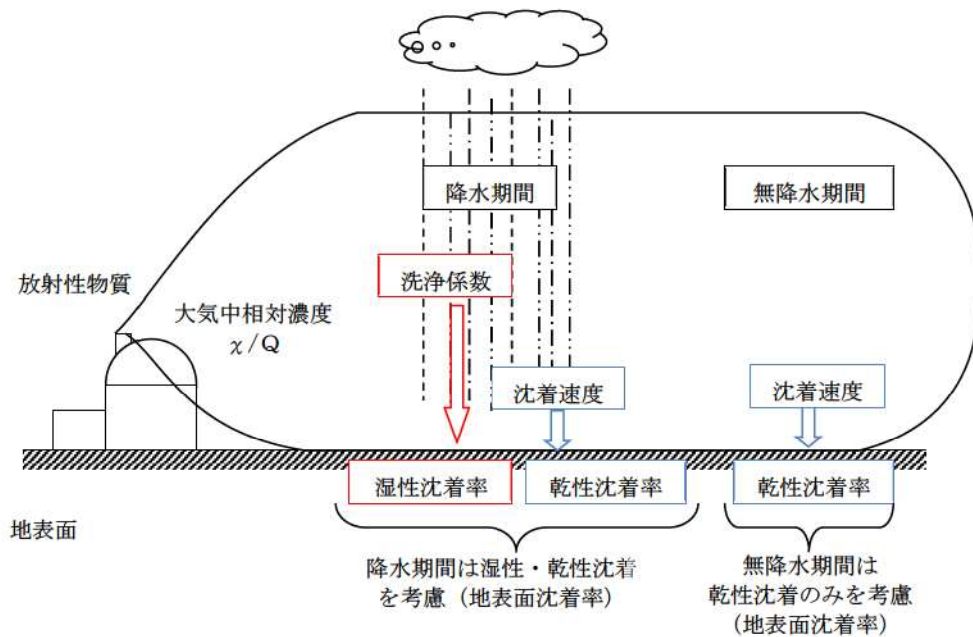 降水期間
無降水期間
洗浄係数
放射性物質
大気中相対濃度
χ/Q
沈着速度
沈着速度
湿性沈着率
乾性沈着率
乾性沈着率
地表面
降水期間は湿性・乾性沈着
を考慮（地表面沈着率）
無降水期間は
乾性沈着のみを考慮
（地表面沈着率）